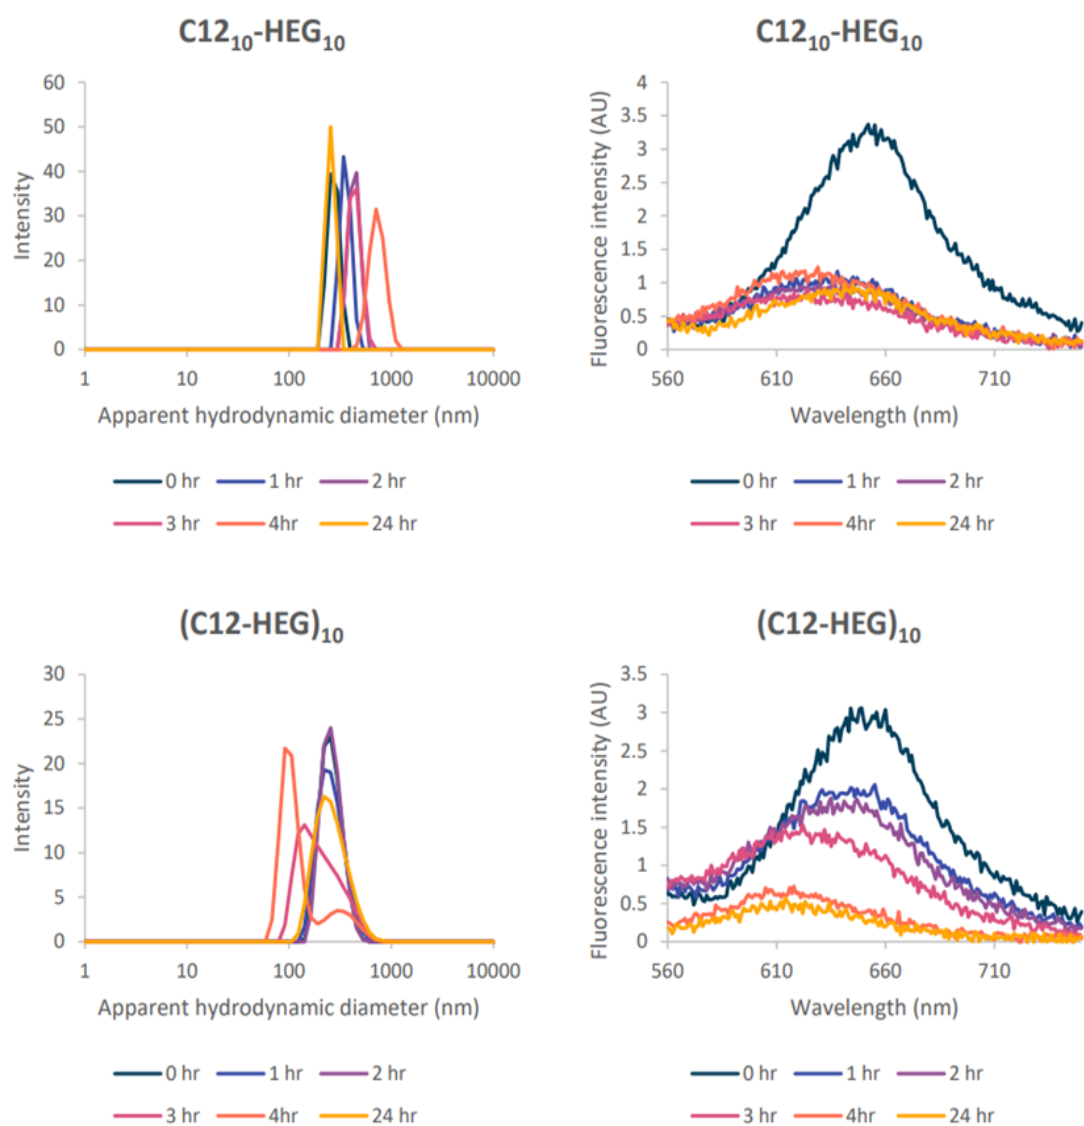 C12₁₀-HEG₁₀
60
50
40
30
20
10
0
Intensity
1 10 100 1000 10000
Apparent hydrodynamic diameter (nm)
0 hr 1 hr 2 hr
3 hr 4hr 24 hr
C12₁₀-HEG₁₀
4
3.5
3
2.5
2
1.5
1
0.5
0
Fluorescence intensity (AU)
560 610 660 710
Wavelength (nm)
0 hr 1 hr 2 hr
3 hr 4hr 24 hr
(C12-HEG)₁₀
30
25
20
15
10
5
0
Intensity
1 10 100 1000 10000
Apparent hydrodynamic diameter (nm)
0 hr 1 hr 2 hr
3 hr 4hr 24 hr
(C12-HEG)₁₀
3.5
3
2.5
2
1.5
1
0.5
0
Fluorescence intensity (AU)
560 610 660 710
Wavelength (nm)
0 hr 1 hr 2 hr
3 hr 4hr 24 hr